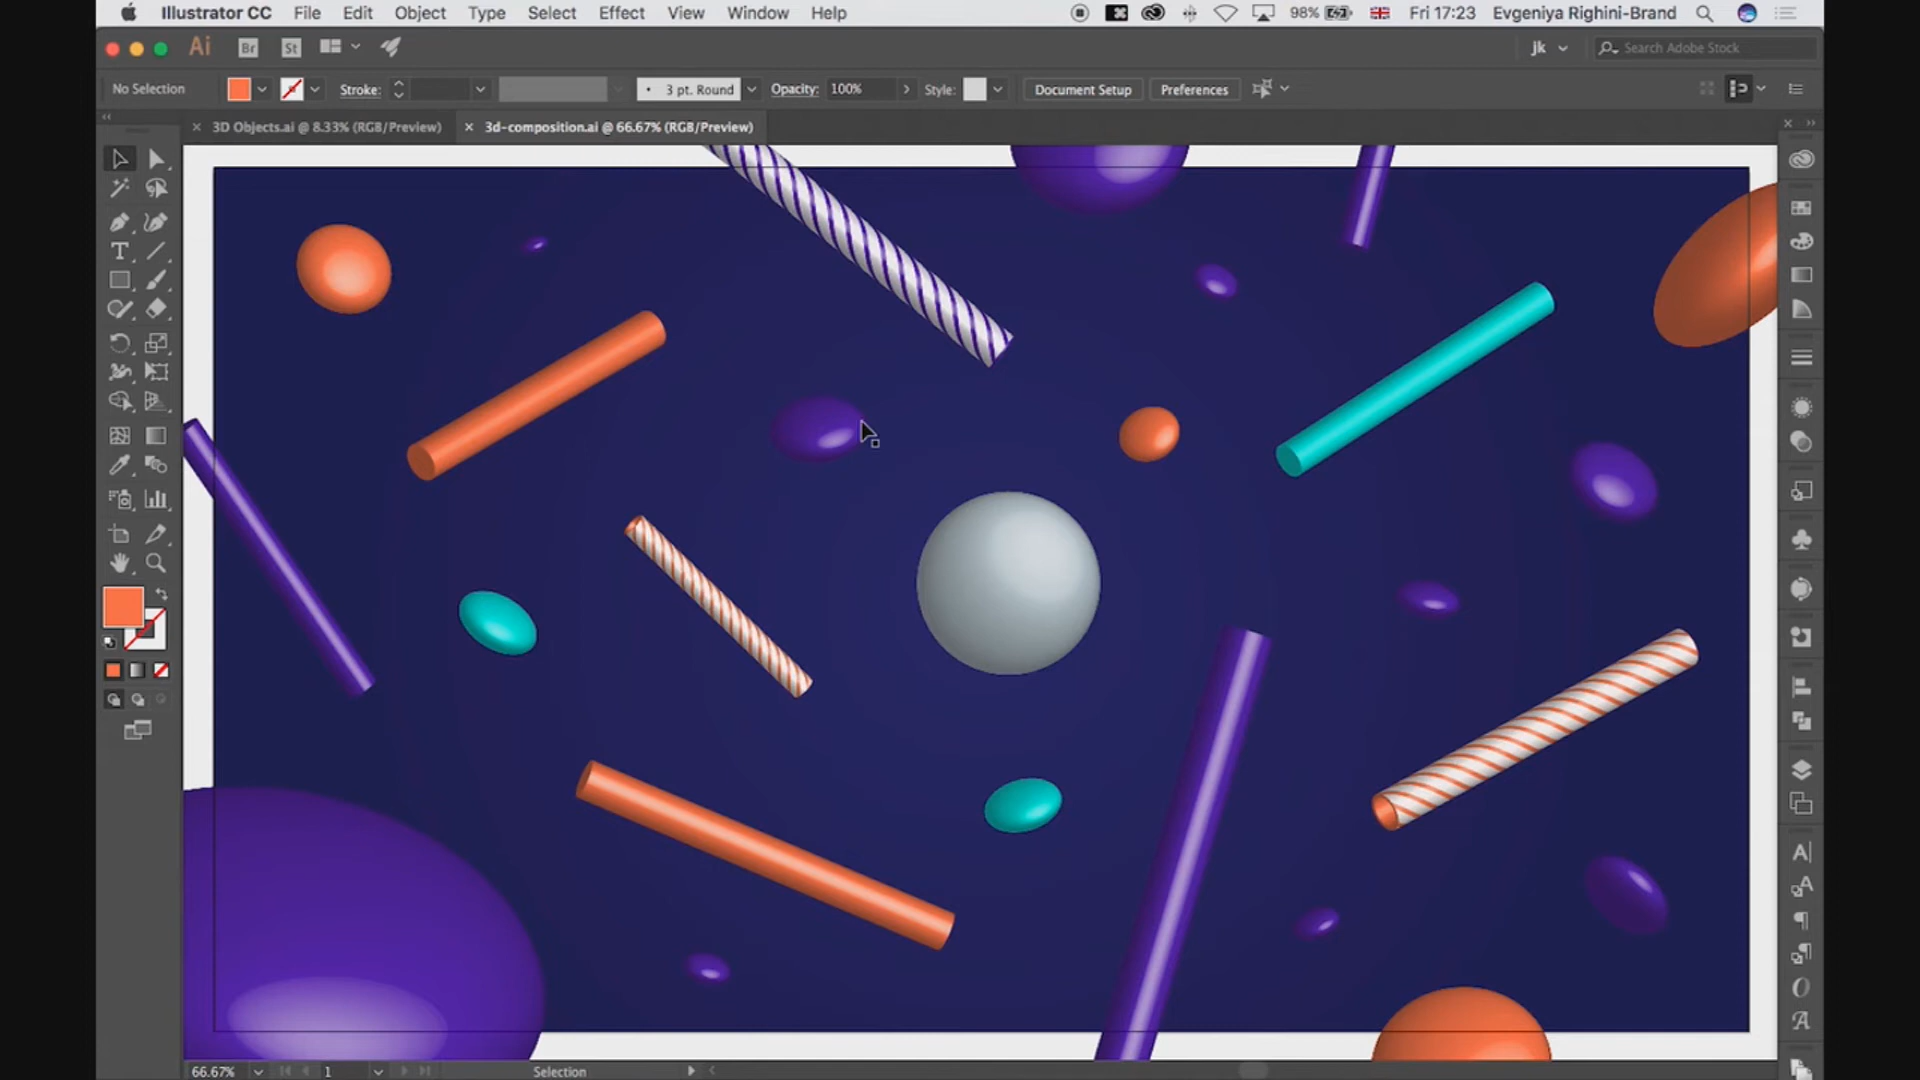 Illustrator CC File Edit Object Type Select Effect View Window Help 98% Fri 17:23 Evgeniya Righini-Brand
Ai Br St jk Search Adobe Stock
No Selection Stroke: 3 pt. Round Opacity: 100% Style: Document Setup Preferences
3D Objects.ai @ 8.33% (RGB/Preview) 3d-composition.ai @ 66.67% (RGB/Preview)
66.67% 1 Selection